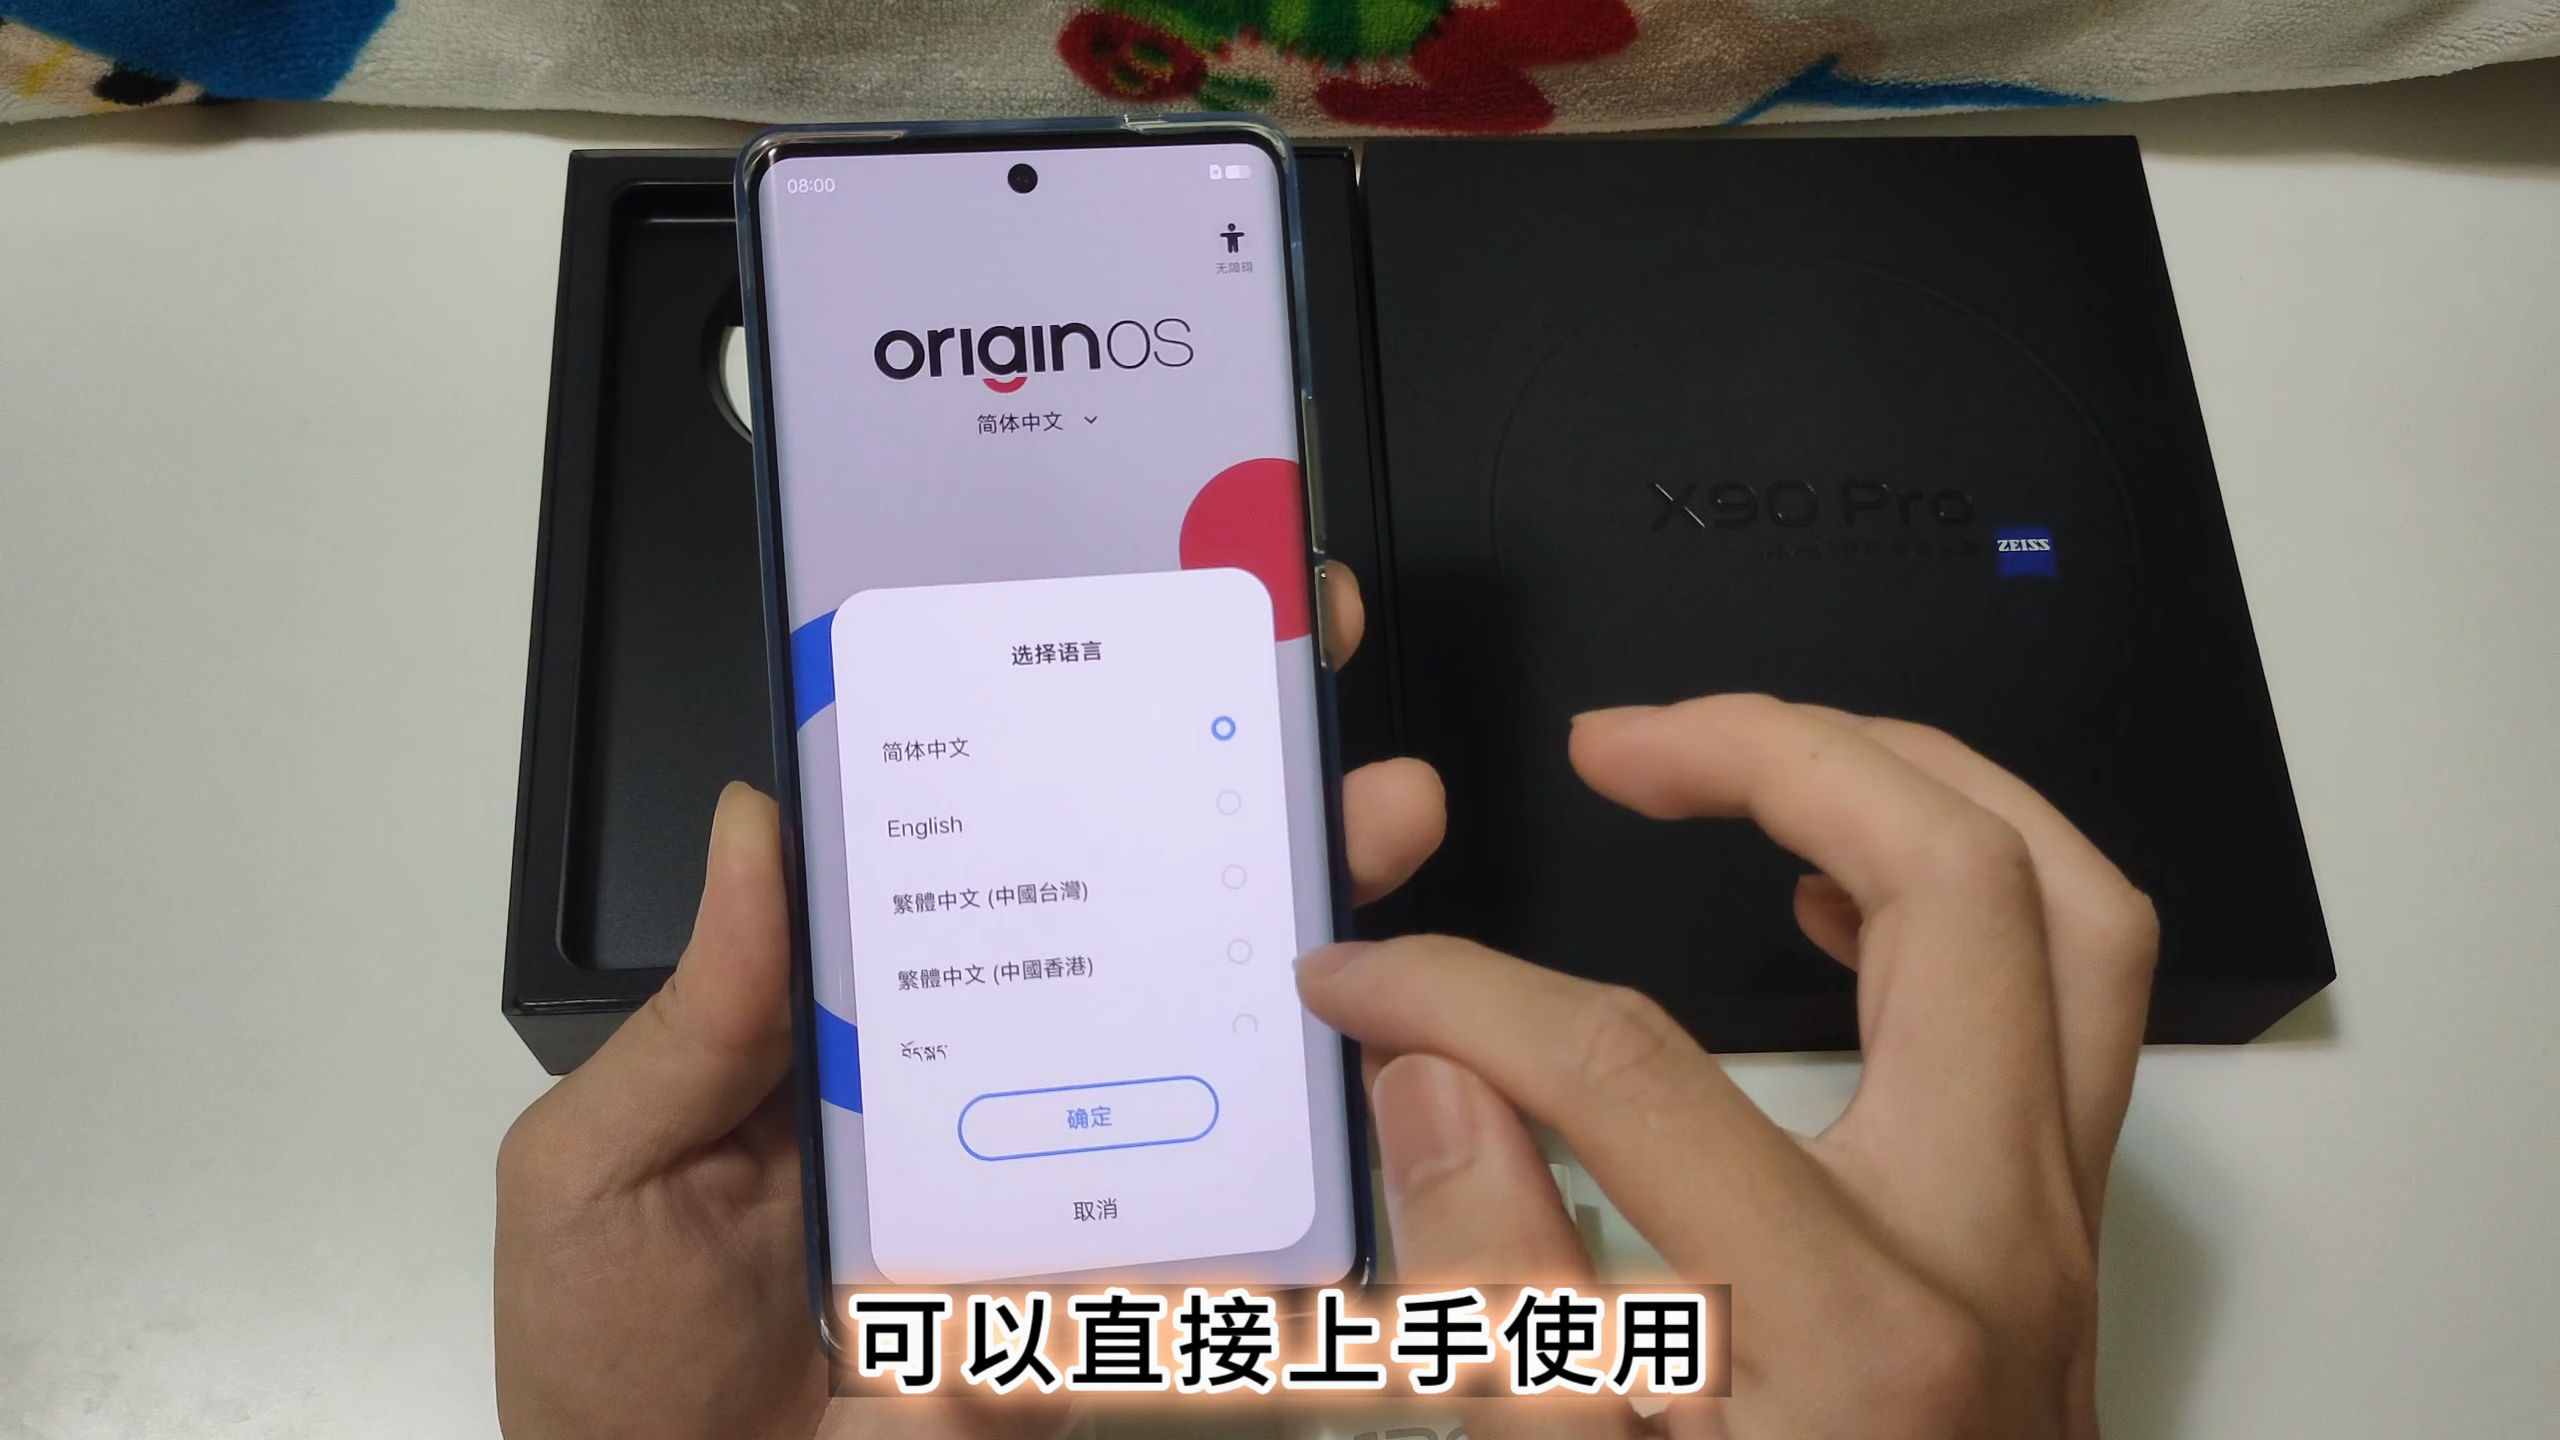 08:00
无障碍
originOS
简体中文
选择语言
简体中文
English
繁體中文 (中國台灣)
繁體中文 (中國香港)
བོད་སྐད་
确定
取消
X90 Pro
ZEISS
可以直接上手使用